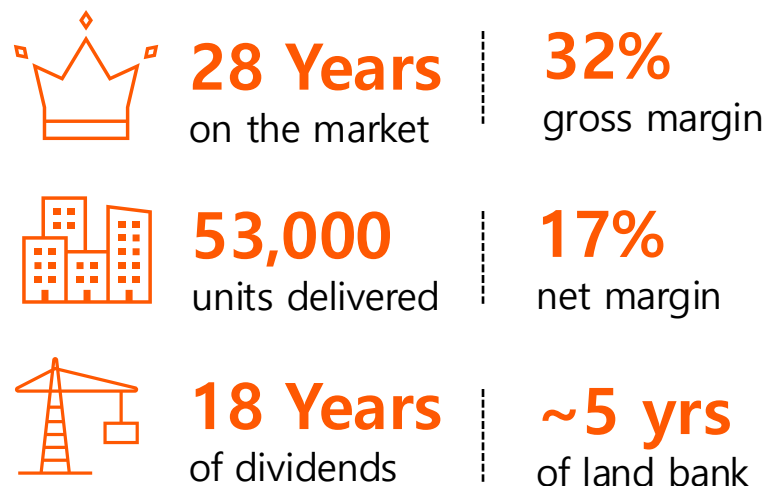 28 Years
on the market
32%
gross margin
53,000
units delivered
17%
net margin
18 Years
of dividends
~5 yrs
of land bank